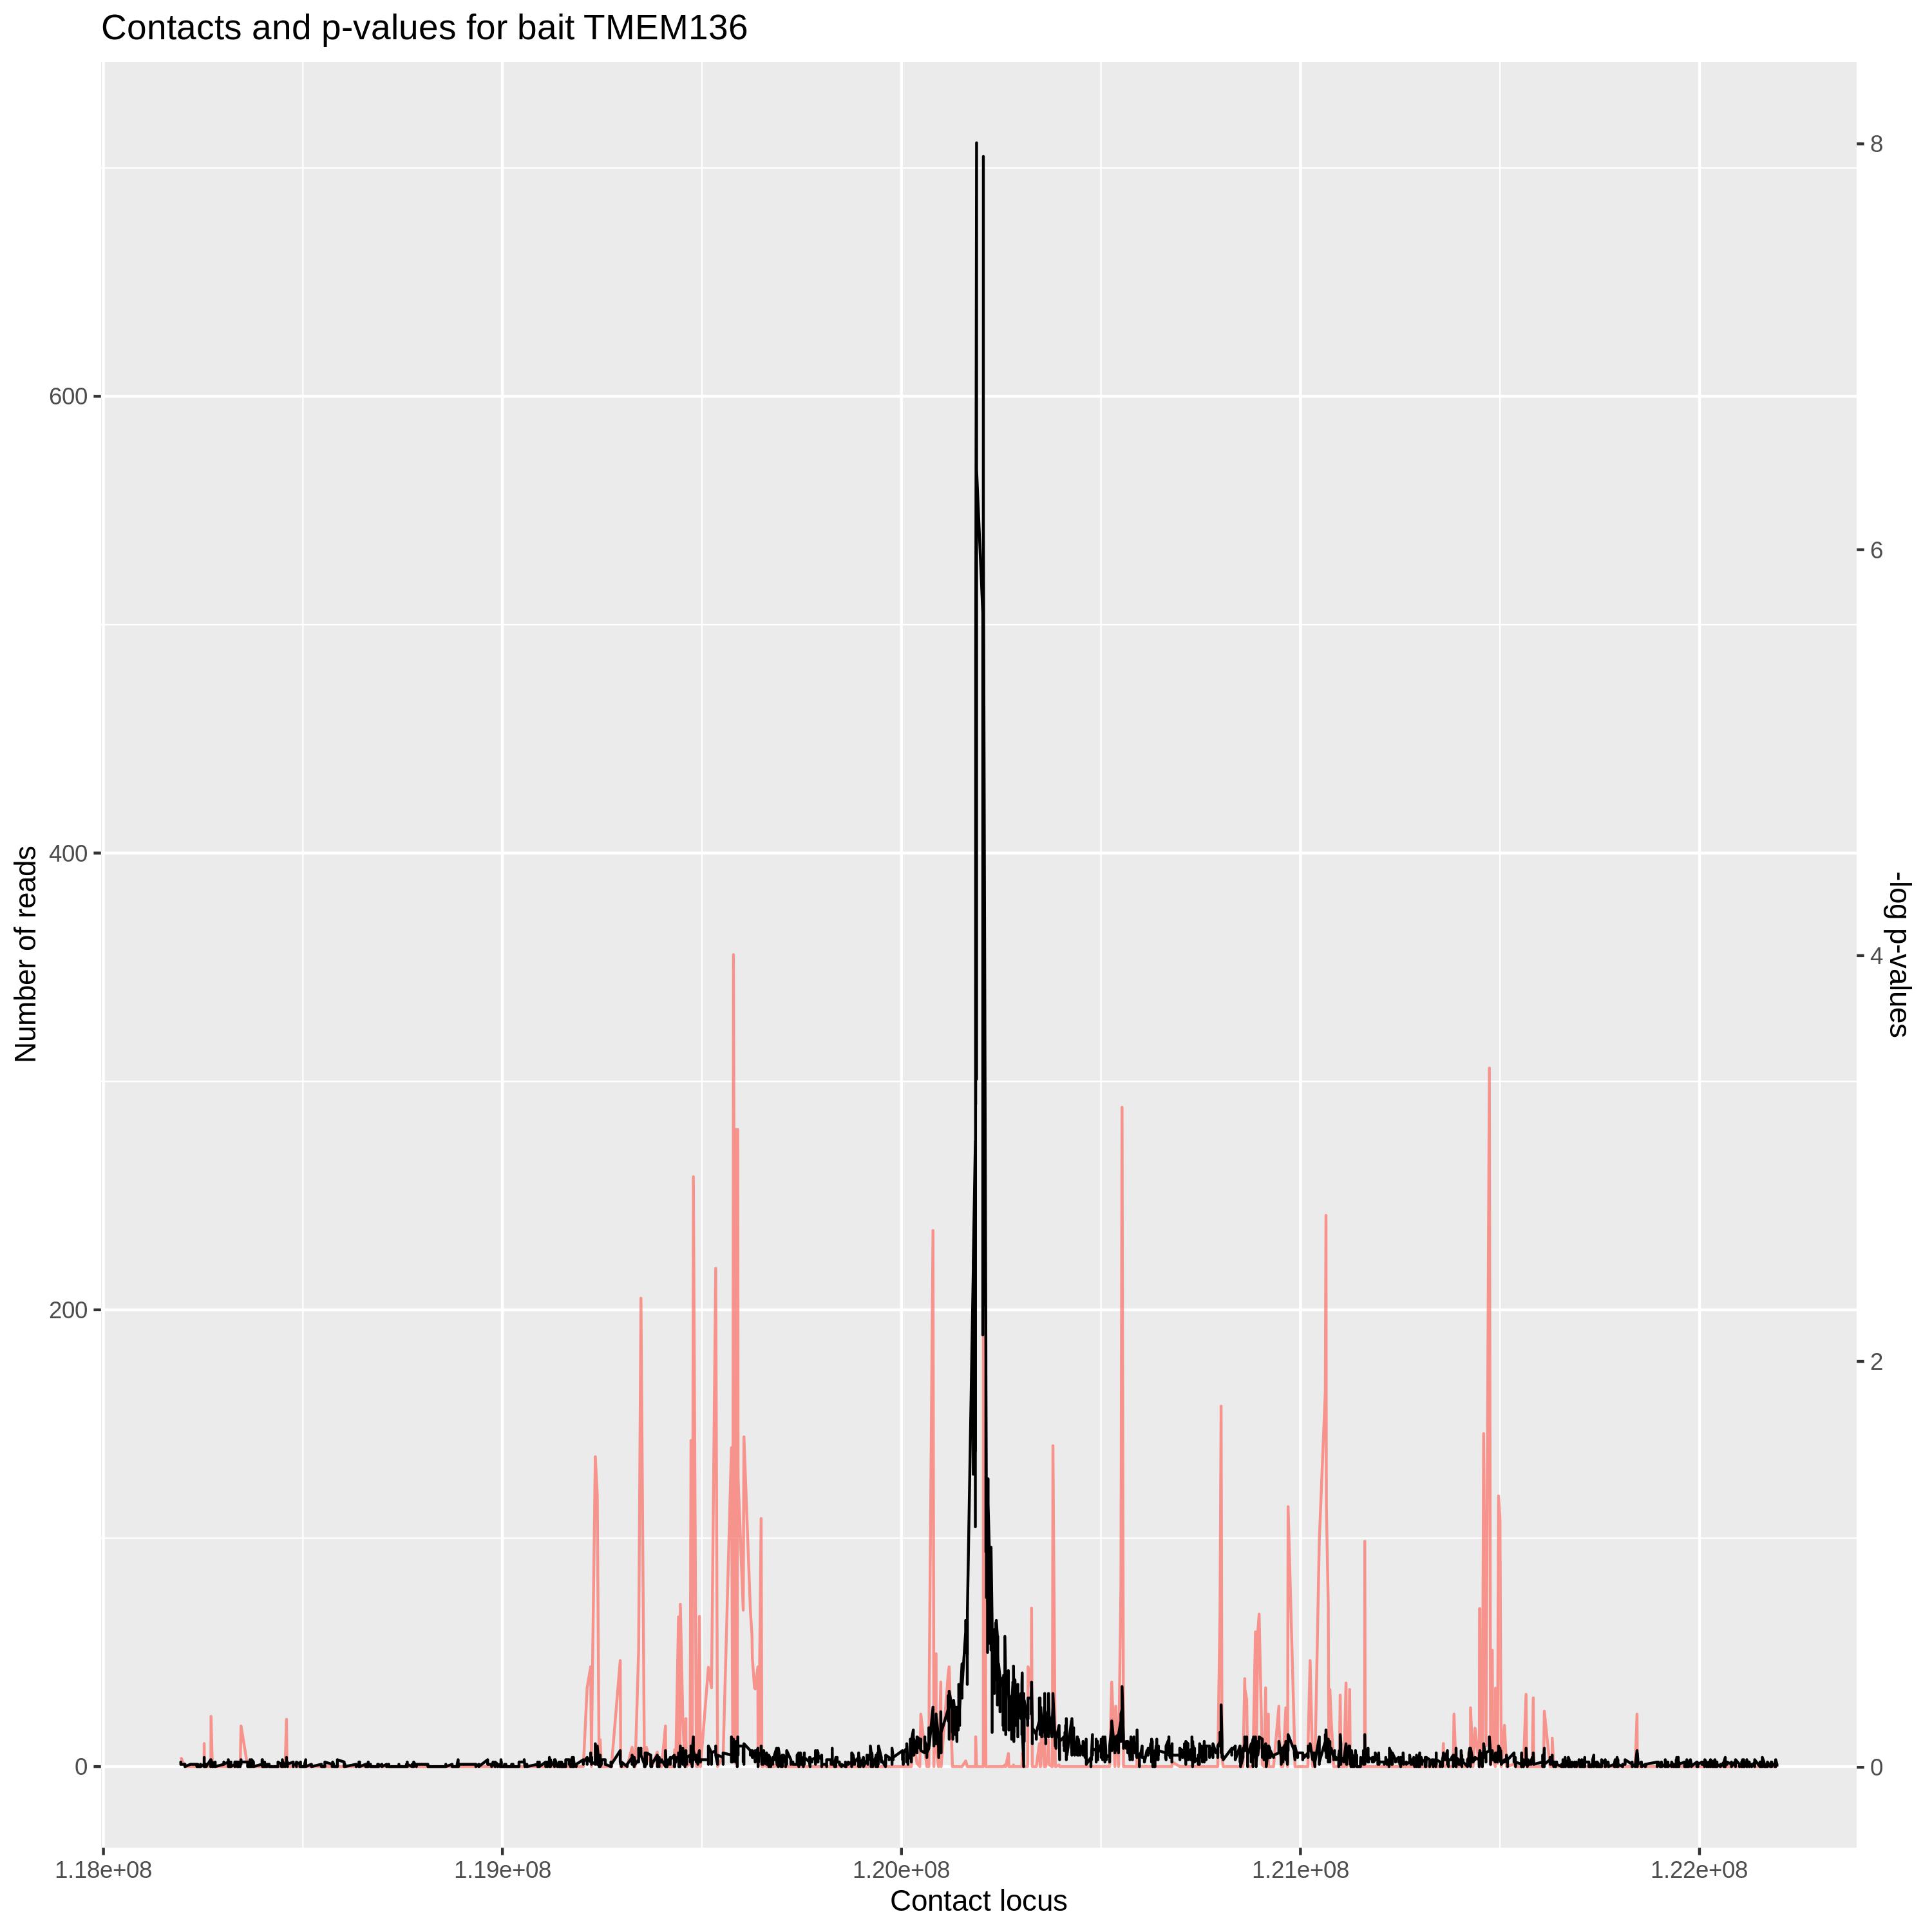 Contacts and p-values for bait TMEM136
Number of reads
600
400
200
0
8
6
4
2
0
-log p-values
1.18e+08
1.19e+08
1.20e+08
1.21e+08
1.22e+08
Contact locus